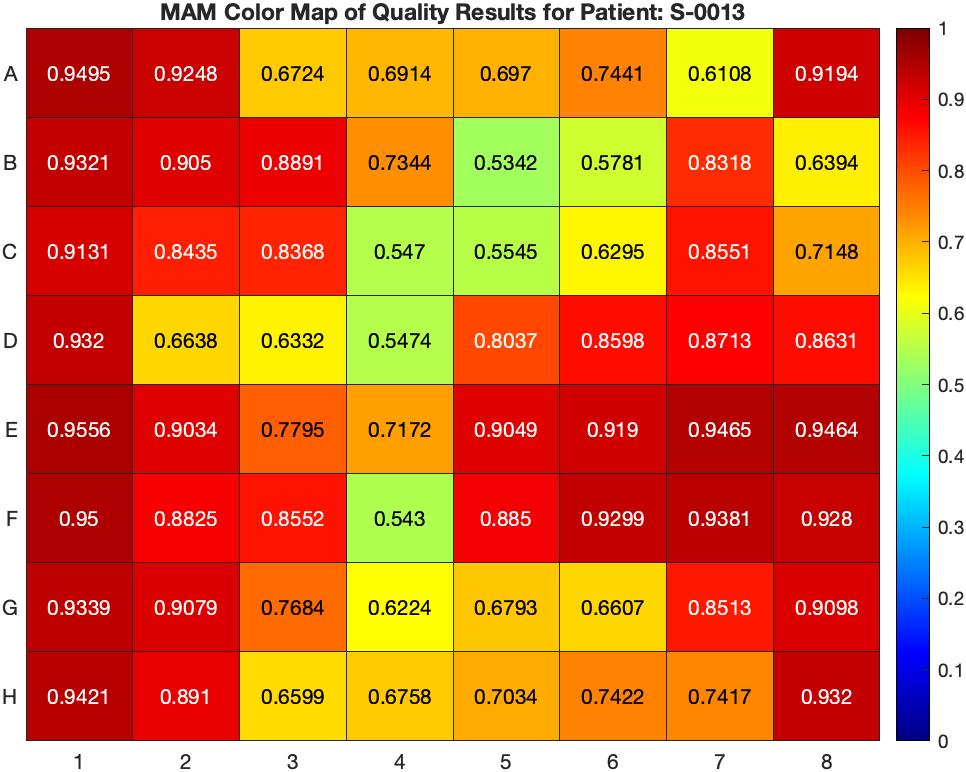 MAM Color Map of Quality Results for Patient: S-0013
A 0.9495 0.9248 0.6724 0.6914 0.697 0.7441 0.6108 0.9194
B 0.9321 0.905 0.8891 0.7344 0.5342 0.5781 0.8318 0.6394
C 0.9131 0.8435 0.8368 0.547 0.5545 0.6295 0.8551 0.7148
D 0.932 0.6638 0.6332 0.5474 0.8037 0.8598 0.8713 0.8631
E 0.9556 0.9034 0.7795 0.7172 0.9049 0.919 0.9465 0.9464
F 0.95 0.8825 0.8552 0.543 0.885 0.9299 0.9381 0.928
G 0.9339 0.9079 0.7684 0.6224 0.6793 0.6607 0.8513 0.9098
H 0.9421 0.891 0.6599 0.6758 0.7034 0.7422 0.7417 0.932
1 2 3 4 5 6 7 8
1
0.9
0.8
0.7
0.6
0.5
0.4
0.3
0.2
0.1
0